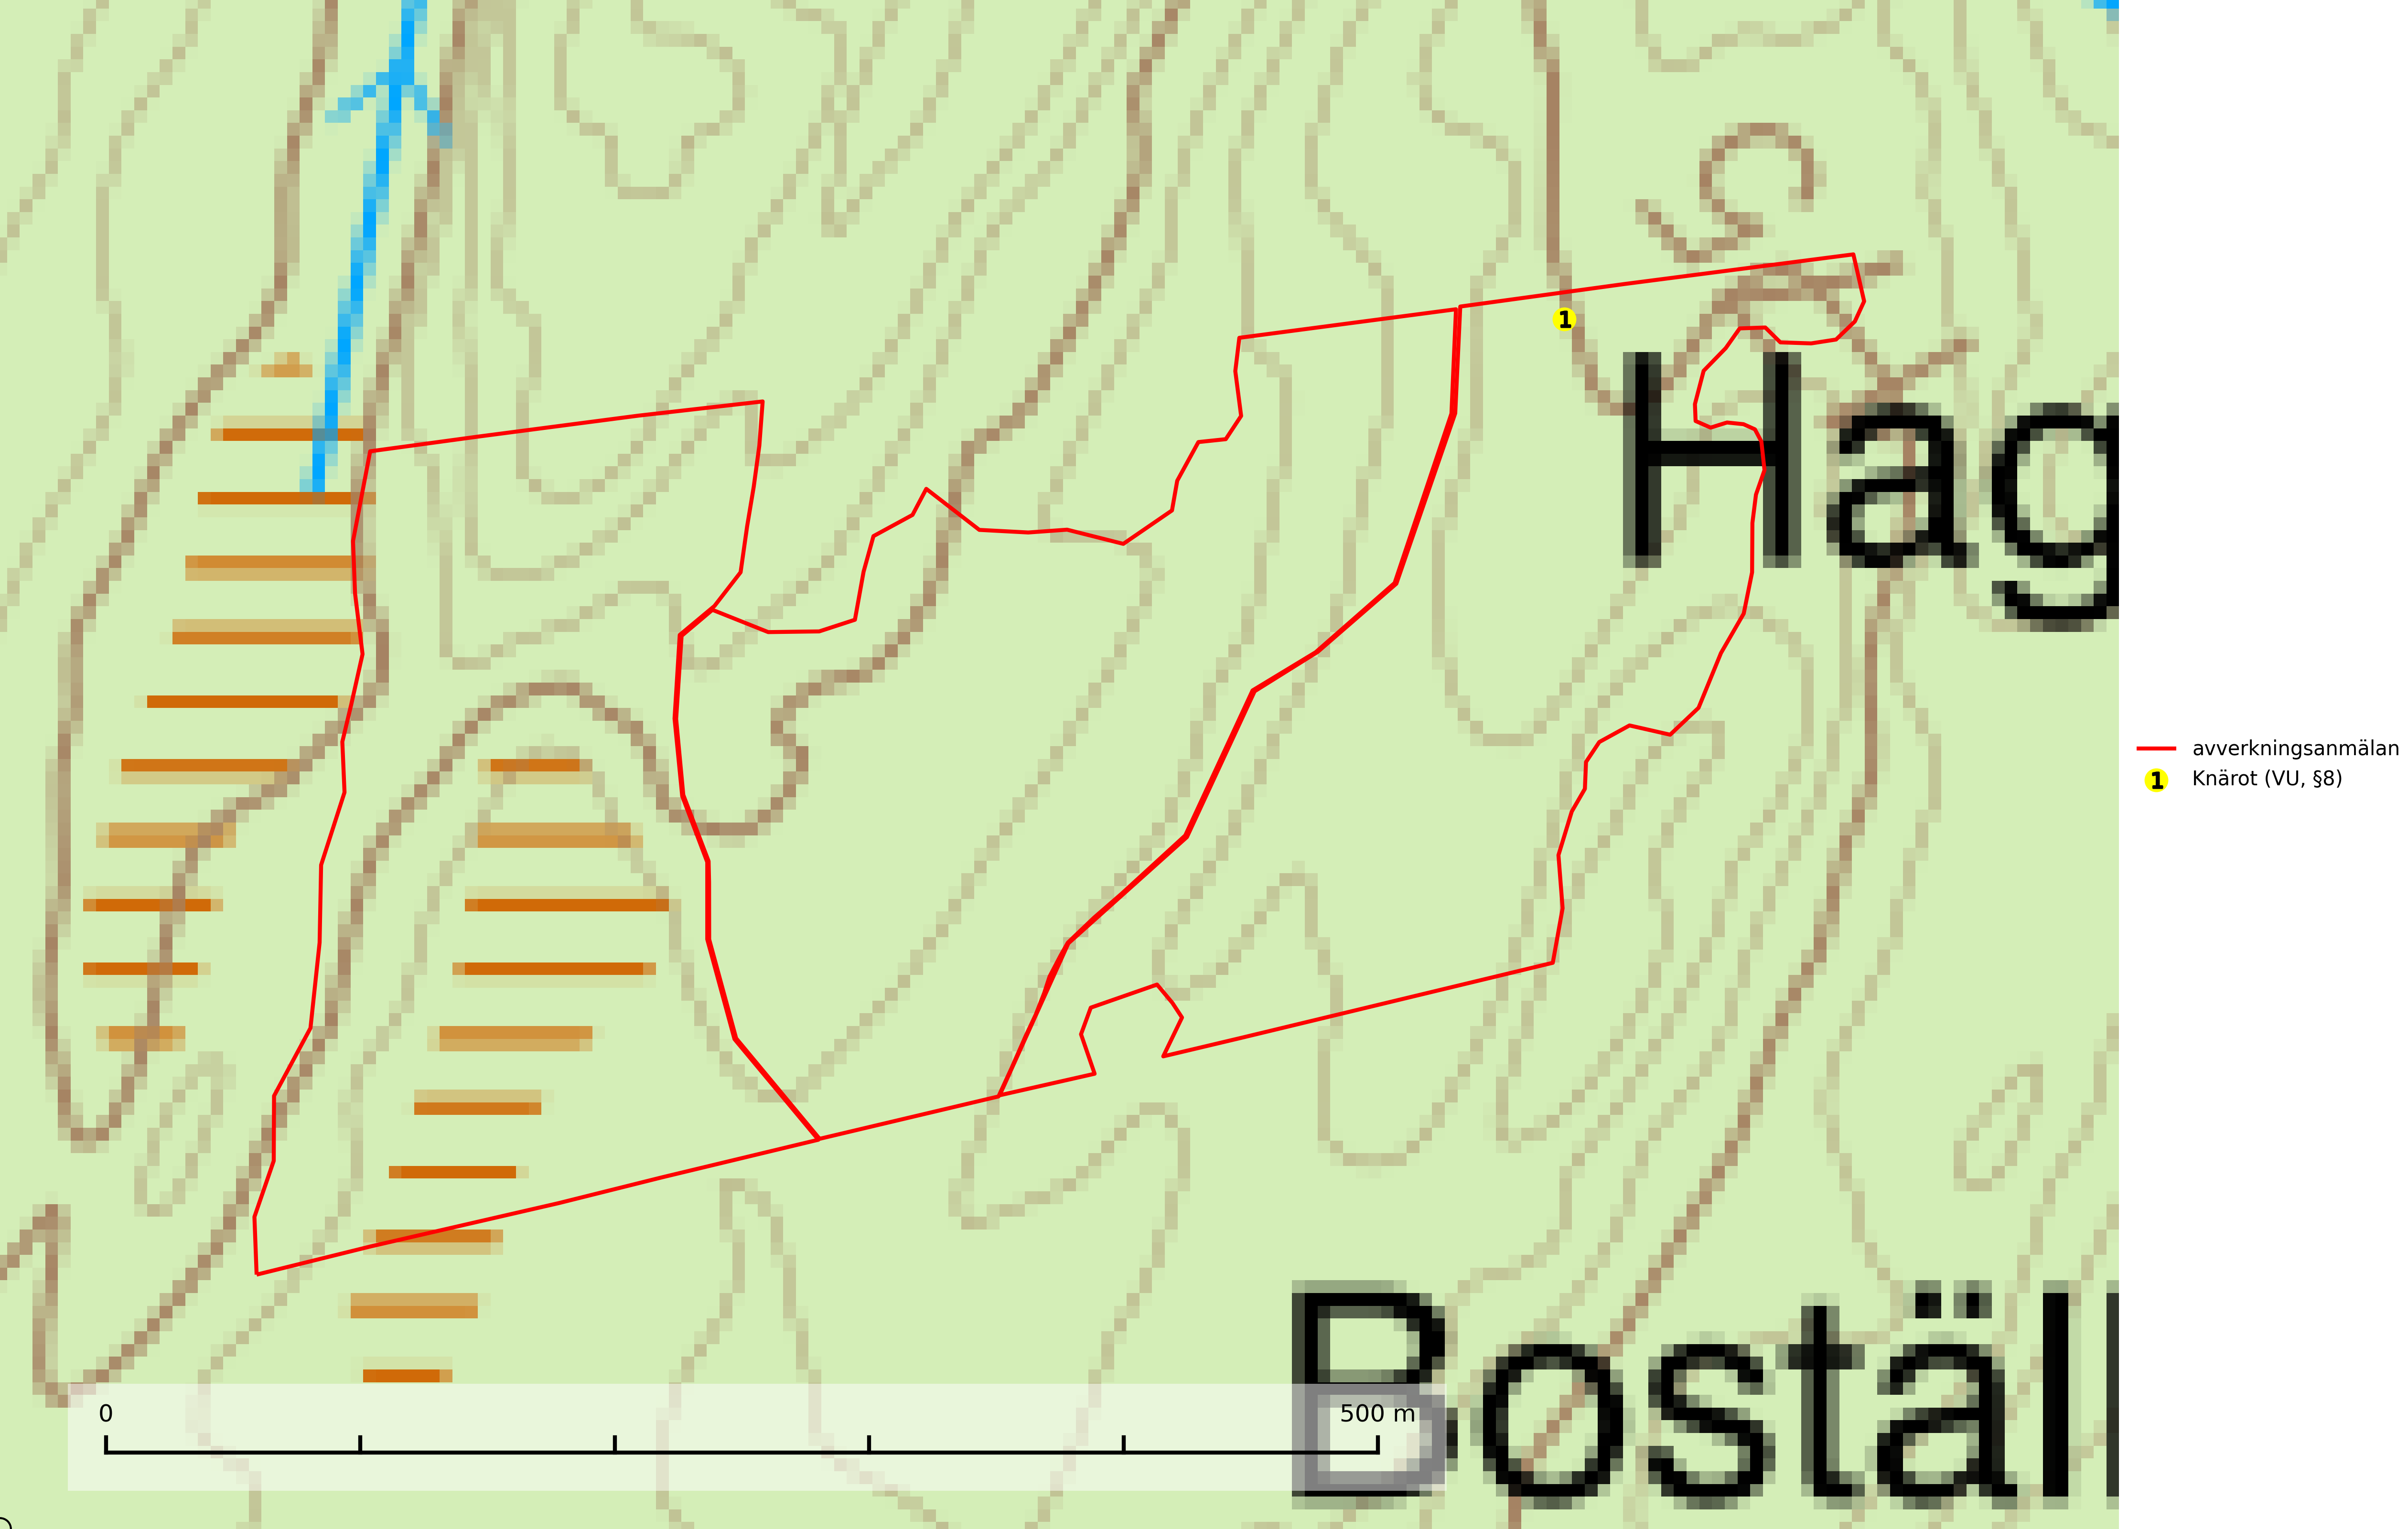 1
Hag
avverkningsanmälan
1 Knärot (VU, §8)
Bostäl
0 500 m